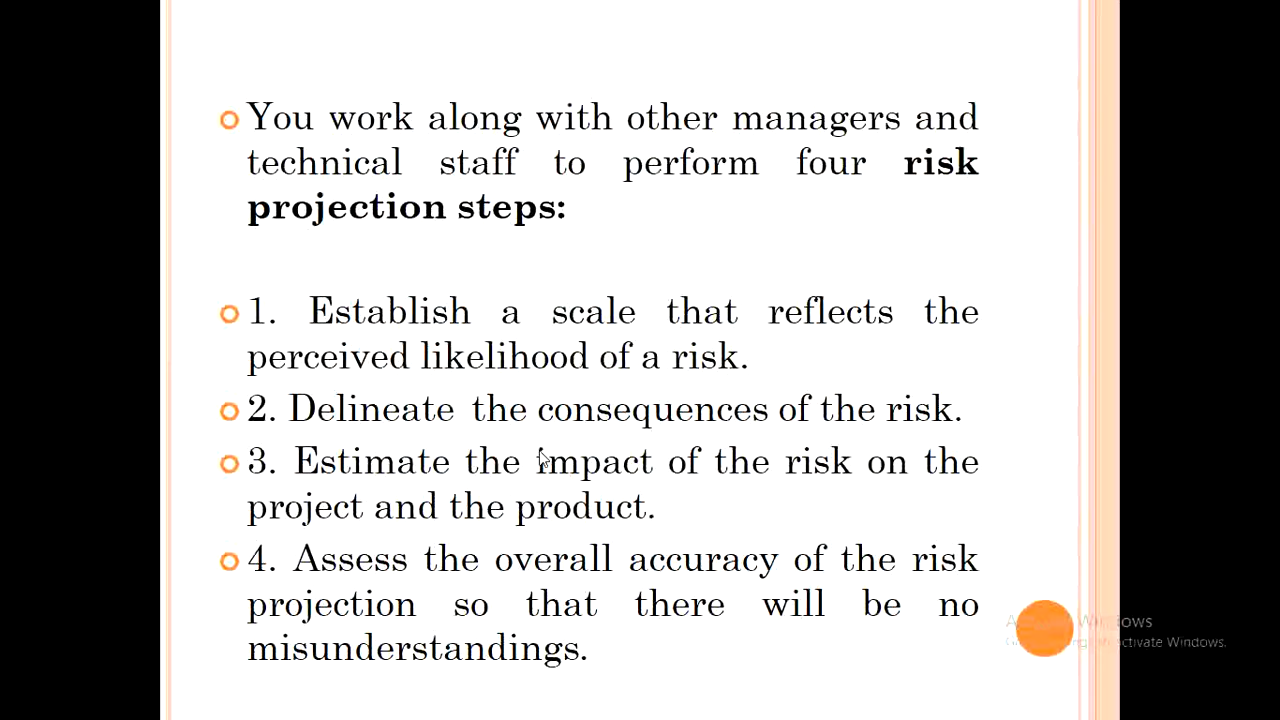 You work along with other managers and
technical staff to perform four risk
projection steps:
1. Establish a scale that reflects the
perceived likelihood of a risk.
2. Delineate the consequences of the risk.
3. Estimate the impact of the risk on the
project and the product.
4. Assess the overall accuracy of the risk
projection so that there will be no
misunderstandings.
Windows
activate Windows.